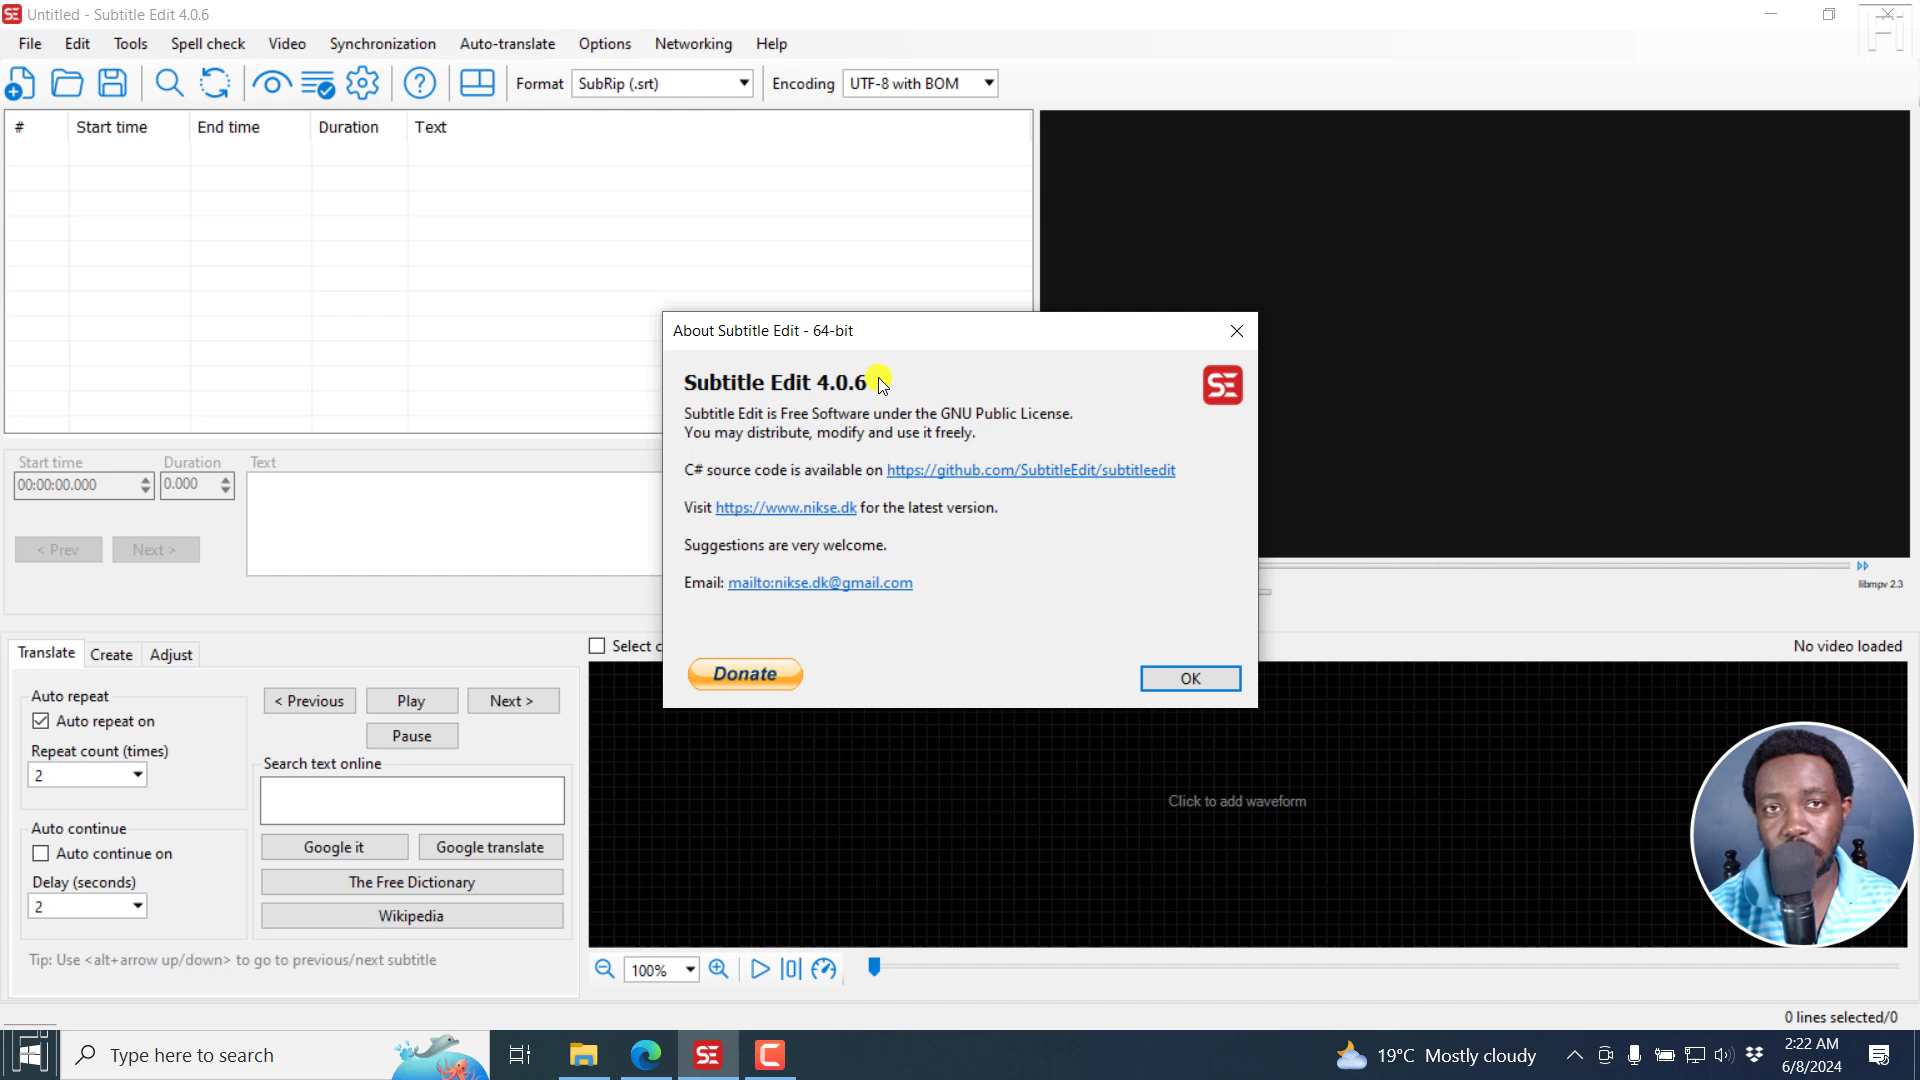 SE Untitled - Subtitle Edit 4.0.6
File Edit Tools Spell check Video Synchronization Auto-translate Options Networking Help
Format SubRip (.srt) Encoding UTF-8 with BOM
# Start time End time Duration Text
About Subtitle Edit - 64-bit
Subtitle Edit 4.0.6
SE
Subtitle Edit is Free Software under the GNU Public License.
You may distribute, modify and use it freely.
C# source code is available on https://github.com/SubtitleEdit/subtitleedit
Visit https://www.nikse.dk for the latest version.
Suggestions are very welcome.
Email: mailto:nikse.dk@gmail.com
Donate
OK
Start time Duration Text
00:00:00.000 0.000
< Prev Next >
libmpv 2.3
Translate Create Adjust
Select c
No video loaded
Auto repeat
Auto repeat on
Repeat count (times)
2
Auto continue
Auto continue on
Delay (seconds)
2
< Previous Play Next >
Pause
Search text online
Google it Google translate
The Free Dictionary
Wikipedia
Tip: Use <alt+arrow up/down> to go to previous/next subtitle
Click to add waveform
100%
0 lines selected/0
Type here to search
SE
19°C Mostly cloudy
2:22 AM
6/8/2024